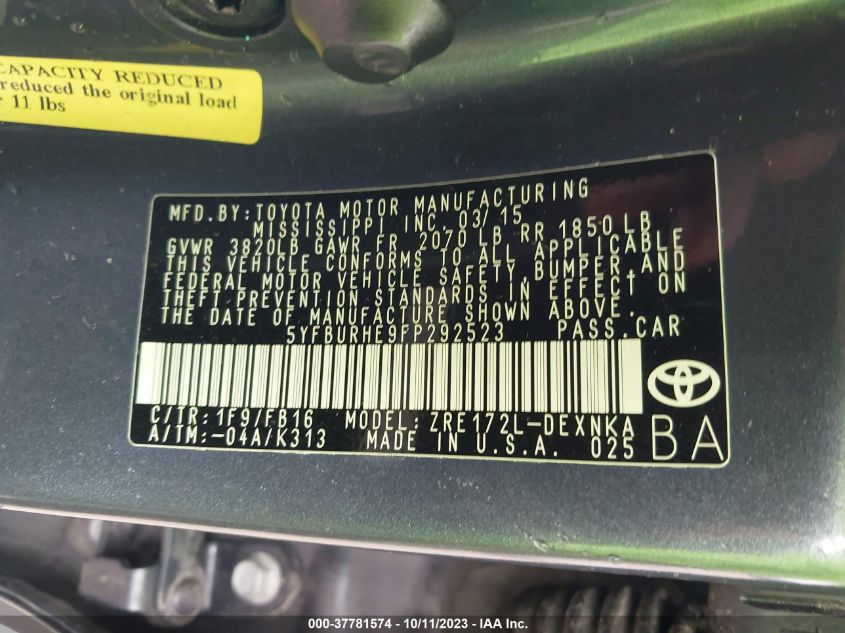 CAPACITY REDUCED
reduced the original load
11 lbs
MFD. BY: TOYOTA MOTOR MANUFACTURING
MISSISSIPPI INC. 03/15
GVWR 3820LB GAWR FR 2070 LB RR 1850 LB
THIS VEHICLE CONFORMS TO ALL APPLICABLE
FEDERAL MOTOR VEHICLE SAFETY, BUMPER, AND
THEFT PREVENTION STANDARDS IN EFFECT ON
THE DATE OF MANUFACTURE SHOWN ABOVE.
5YFBURHE9FP292523 PASS. CAR
C/TR: 1F9/FB16 MODEL: ZRE172L-DEXNKA
A/TM: -04A/K313 MADE IN U.S.A. 025
BA
000-37781574 - 10/11/2023 - IAA Inc.